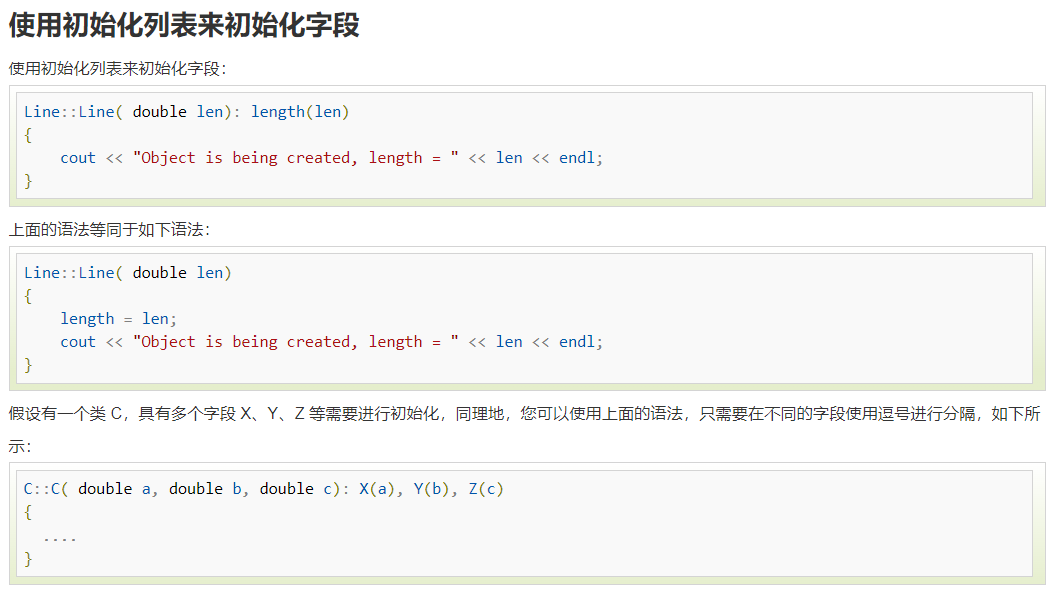 使用初始化列表来初始化字段
使用初始化列表来初始化字段：
Line::Line( double len): length(len)
{
    cout << "Object is being created, length = " << len << endl;
}
上面的语法等同于如下语法：
Line::Line( double len)
{
    length = len;
    cout << "Object is being created, length = " << len << endl;
}
假设有一个类 C，具有多个字段 X、Y、Z 等需要进行初始化，同理地，您可以使用上面的语法，只需要在不同的字段使用逗号进行分隔，如下所
示：
C::C( double a, double b, double c): X(a), Y(b), Z(c)
{
  ....
}